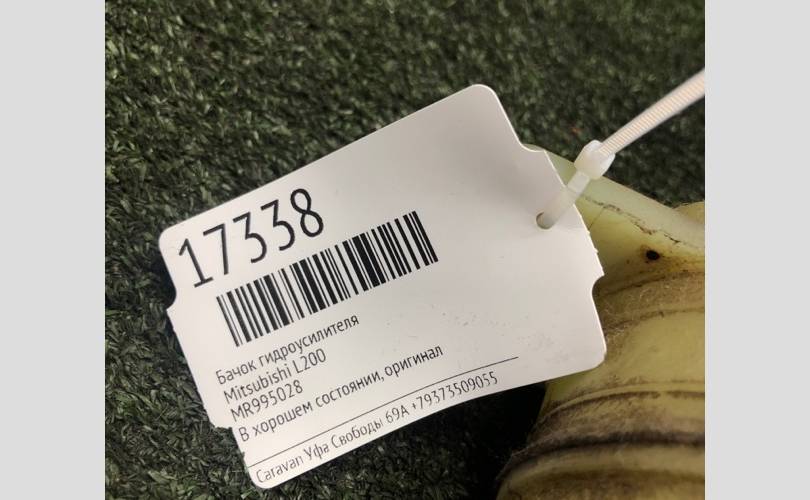 17338
Бачок гидроусилителя
Mitsubishi L200
MR995028
В хорошем состоянии, оригинал
Caravan Уфа Свободы 69А +79373509055